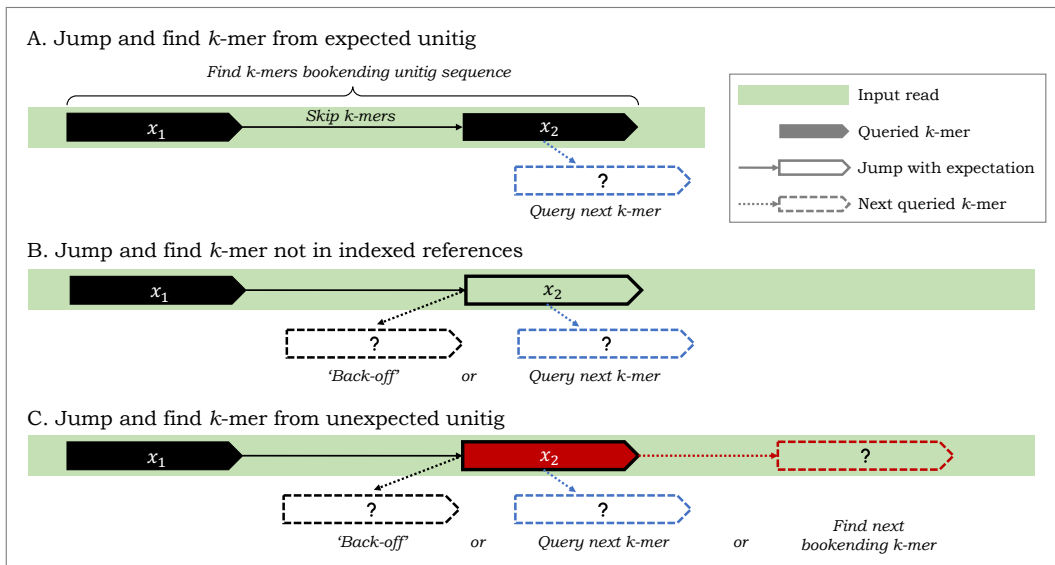 A. Jump and find k-mer from expected unitig
Find k-mers bookending unitig sequence
x1
Skip k-mers
x2
?
Query next k-mer
Input read
Queried k-mer
Jump with expectation
Next queried k-mer
B. Jump and find k-mer not in indexed references
x1
x2
?
?
'Back-off' or Query next k-mer
C. Jump and find k-mer from unexpected unitig
x1
x2
?
?
?
'Back-off' or Query next k-mer or Find next
bookending k-mer